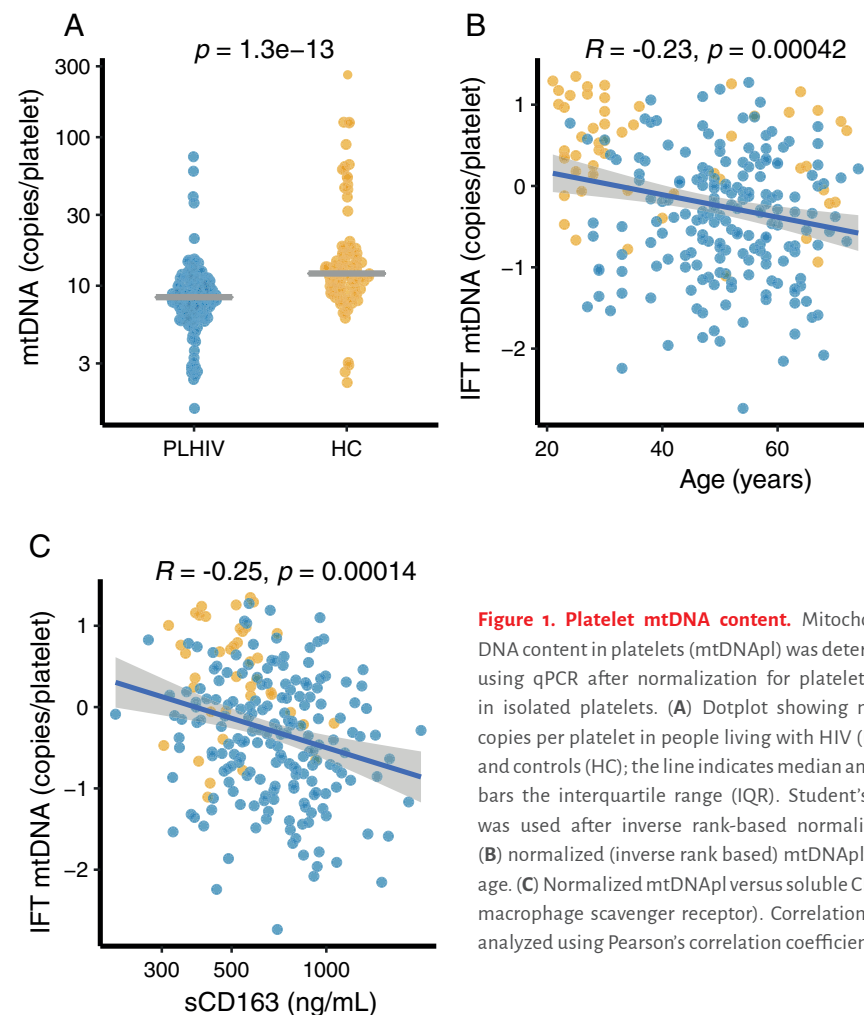 A
p = 1.3e−13
mtDNA (copies/platelet)
300
100
30
10
3
PLHIV
HC
B
R = -0.23, p = 0.00042
IFT mtDNA (copies/platelet)
1
0
−1
−2
20
40
60
Age (years)
C
R = -0.25, p = 0.00014
IFT mtDNA (copies/platelet)
1
0
−1
−2
300
500
1000
sCD163 (ng/mL)
Figure 1. Platelet mtDNA content.
DNA content in platelets (mtDNApl) was
using qPCR after normalization for
in isolated platelets. (A) Dotplot showing
copies per platelet in people living with HIV (
and controls (HC); the line indicates median
bars the interquartile range (IQR). Student's
was used after inverse rank-based
(B) normalized (inverse rank based) mtDNApl
age. (C) Normalized mtDNApl versus soluble
macrophage scavenger receptor).
analyzed using Pearson's correlation